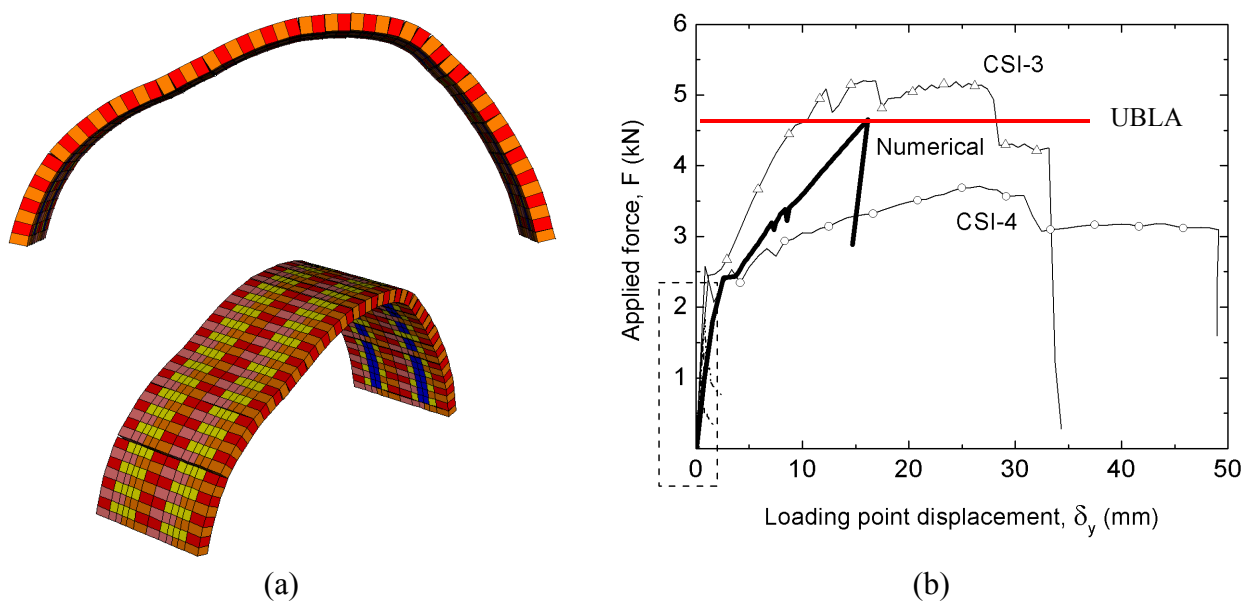 6
5
4
3
2
1
0
10
20
30
40
50
Applied force, F (kN)
CSI-3
UBLA
Numerical
CSI-4
Loading point displacement, δy (mm)
(a)
(b)